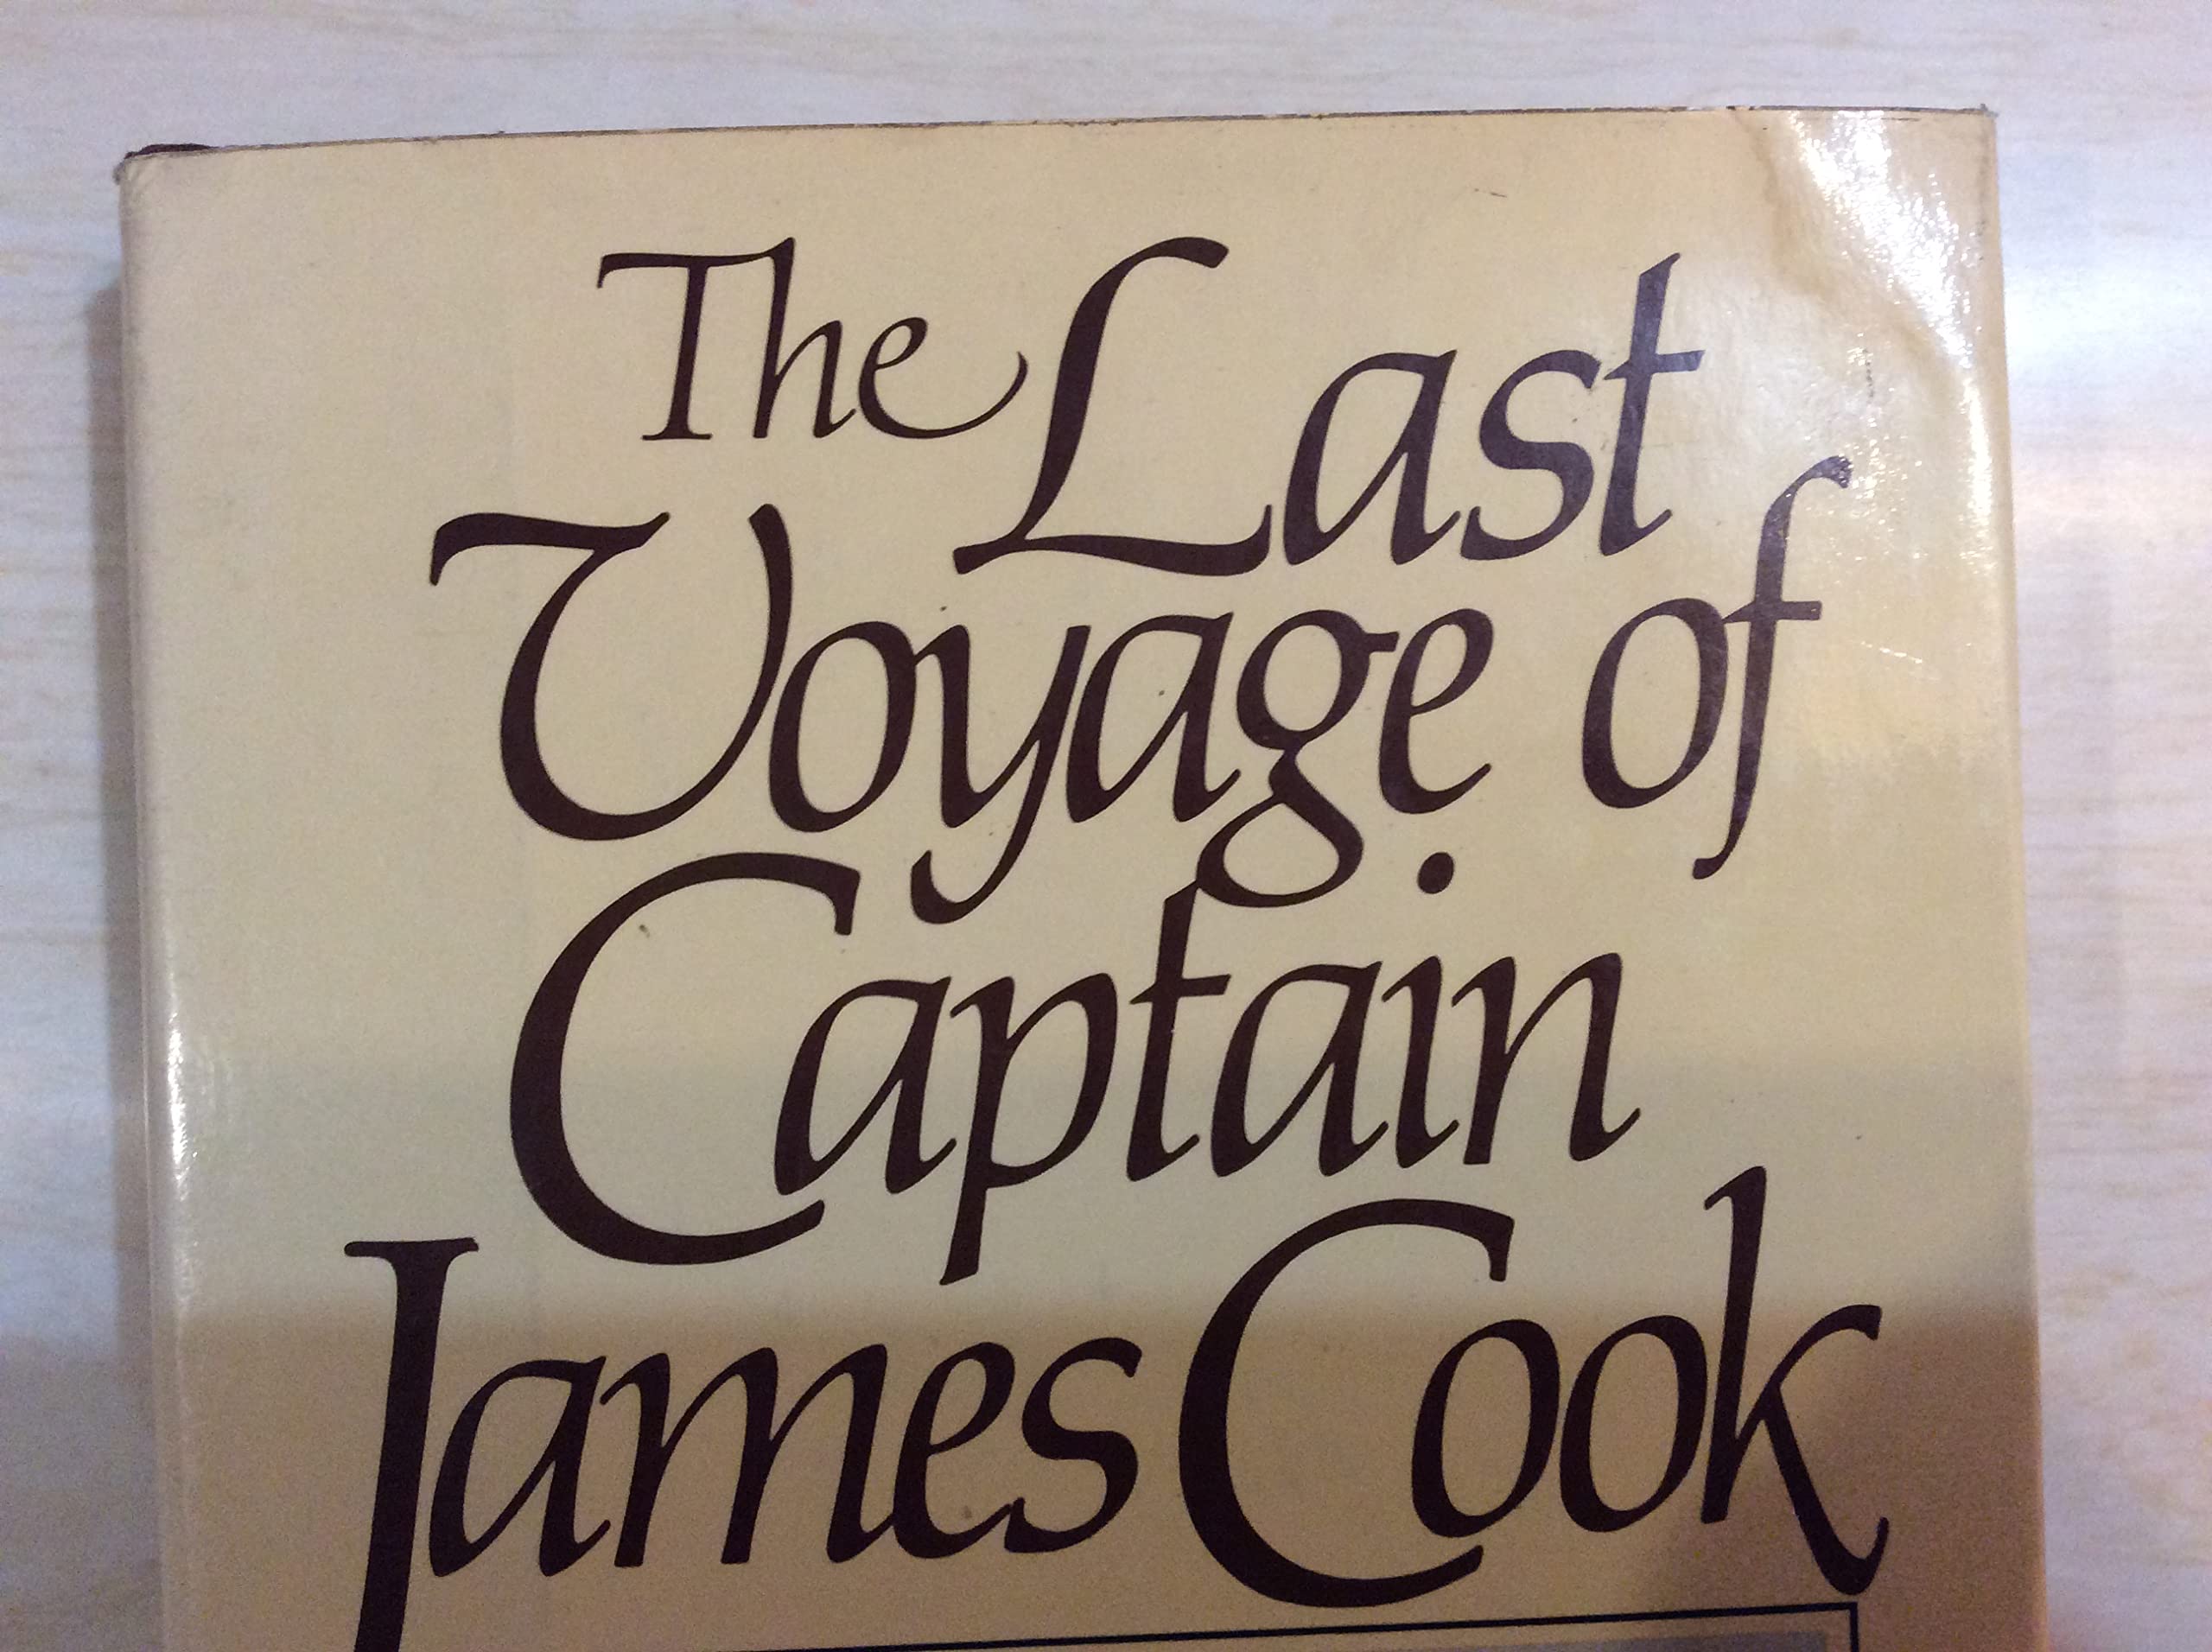 The Last
Voyage of
Captain
James Cook